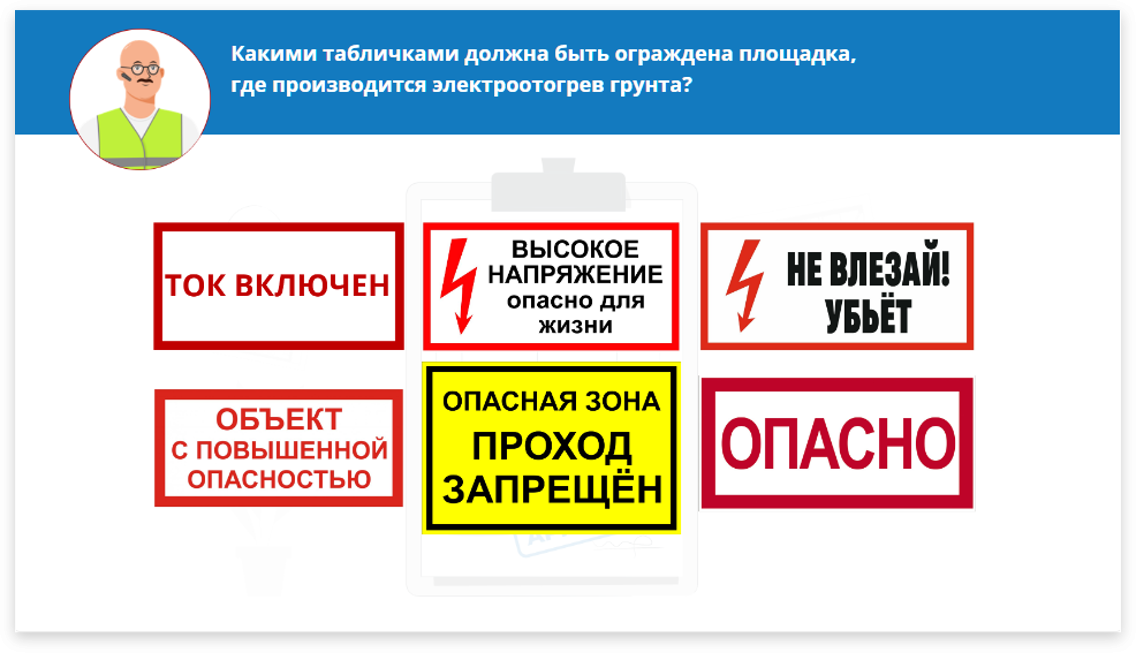 Какими табличками должна быть ограждена площадка,
где производится электроотогрев грунта?
ТОК ВКЛЮЧЕН
ВЫСОКОЕ
НАПРЯЖЕНИЕ
опасно для
жизни
НЕ ВЛЕЗАЙ!
УБЬЁТ
ОБЪЕКТ
С ПОВЫШЕННОЙ
ОПАСНОСТЬЮ
ОПАСНАЯ ЗОНА
ПРОХОД
ЗАПРЕЩЁН
ОПАСНО